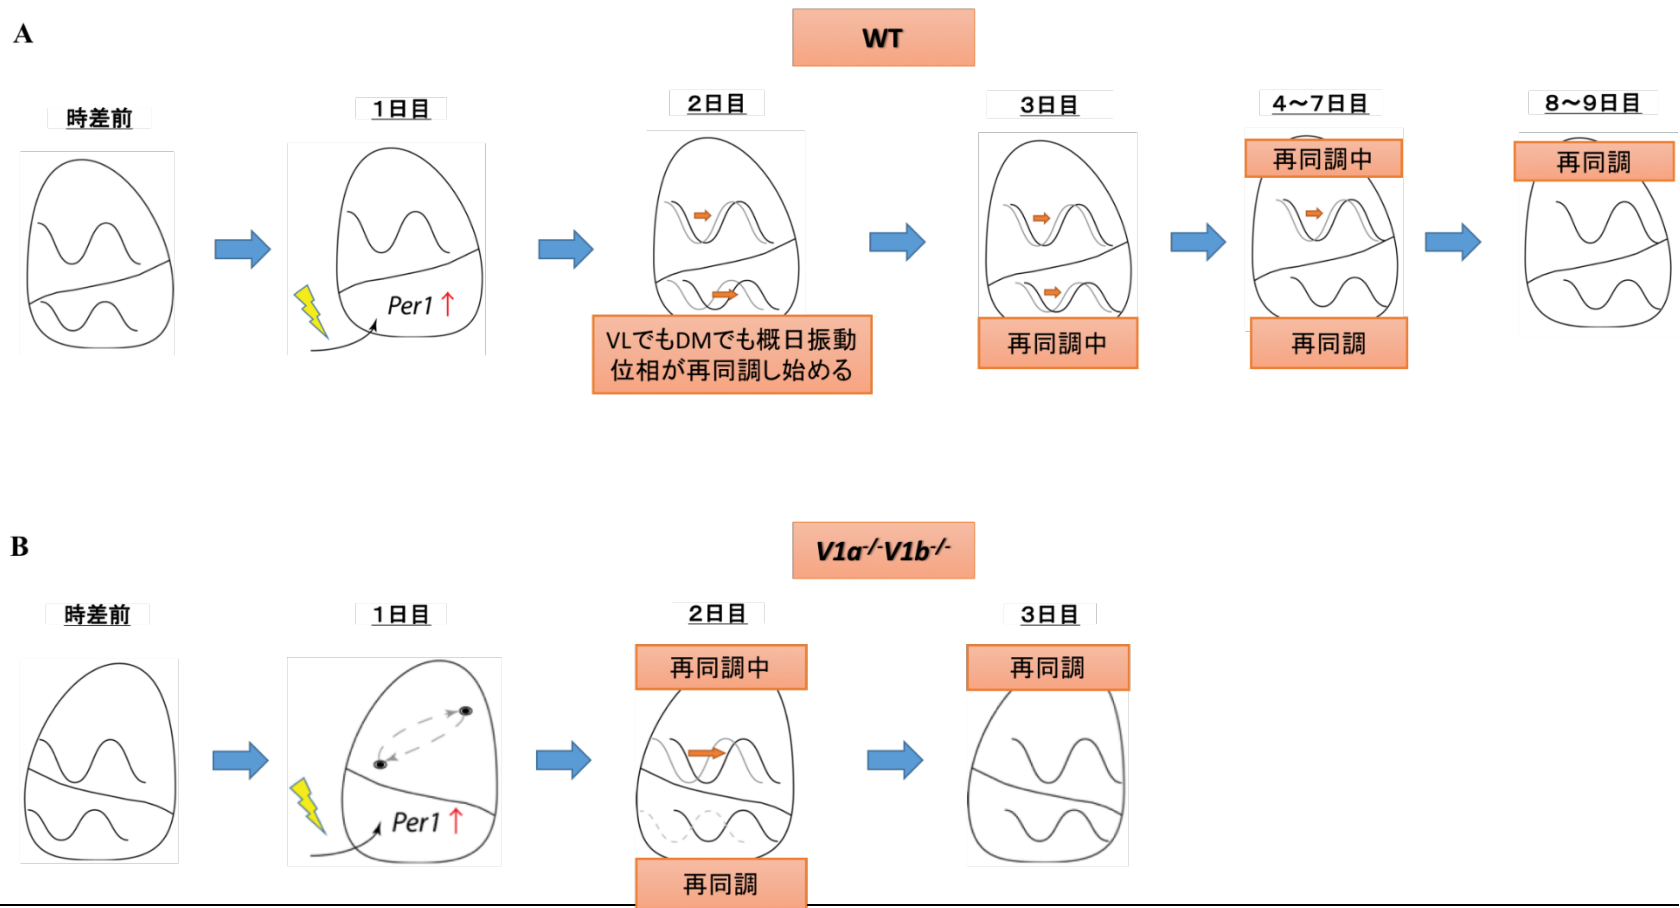 A
WT
時差前
1日目
2日目
3日目
4～7日目
8～9日目
再同調中
再同調
Per1 ↑
VLでもDMでも概日振動
位相が再同調し始める
再同調中
再同調
B
V1a-/-V1b-/-
時差前
1日目
2日目
3日目
再同調中
再同調
Per1 ↑
再同調